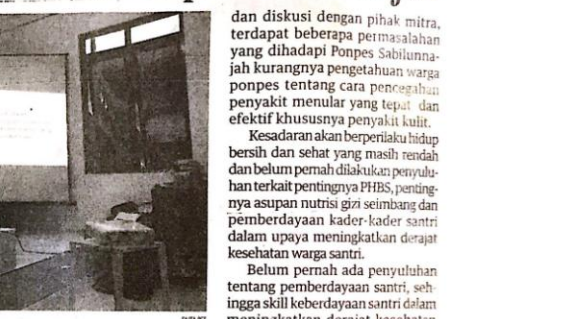 dan diskusi dengan pihak mitra,
terdapat beberapa permasalahan
yang dihadapi Ponpes Sabilunna-
jah kurangnya pengetahuan warga
ponpes tentang cara pencegahan
penyakit menular yang tepat dan
efektif khususnya penyakit kulit.
Kesadaran akan berperilaku hidup
bersih dan sehat yang masih rendah
dan belum pernah dilakukan penyulu-
han terkait pentingnya PHBS, penting-
nya asupan nutrisi gizi seimbang dan
pemberdayaan kader-kader santri
dalam upaya meningkatkan derajat
kesehatan warga santri.
Belum pernah ada penyuluhan
tentang pemberdayaan santri, seh-
ingga skill keberdayaan santri dalam
meningkatkan derajat kesehatan